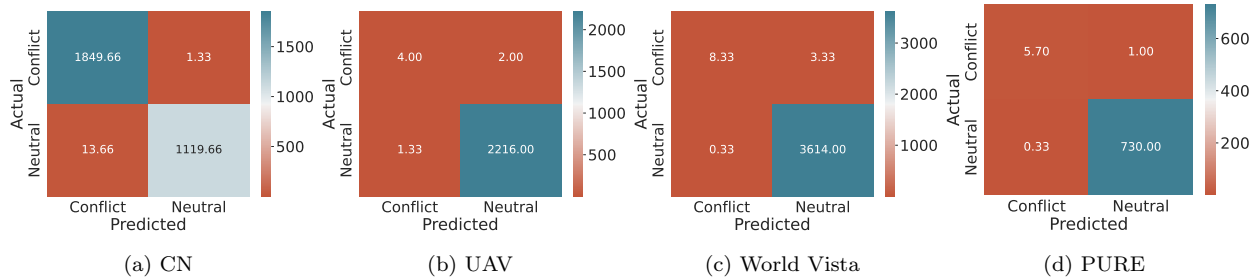 Actual
Conflict
Neutral
1849.66
1.33
13.66
1119.66
Conflict
Neutral
Predicted
1500
1000
500
(a) CN
Actual
Conflict
Neutral
4.00
2.00
1.33
2216.00
Conflict
Neutral
Predicted
2000
1500
1000
500
(b) UAV
Actual
Conflict
Neutral
8.33
3.33
0.33
3614.00
Conflict
Neutral
Predicted
3000
2000
1000
(c) World Vista
Actual
Conflict
Neutral
5.70
1.00
0.33
730.00
Conflict
Neutral
Predicted
600
400
200
(d) PURE